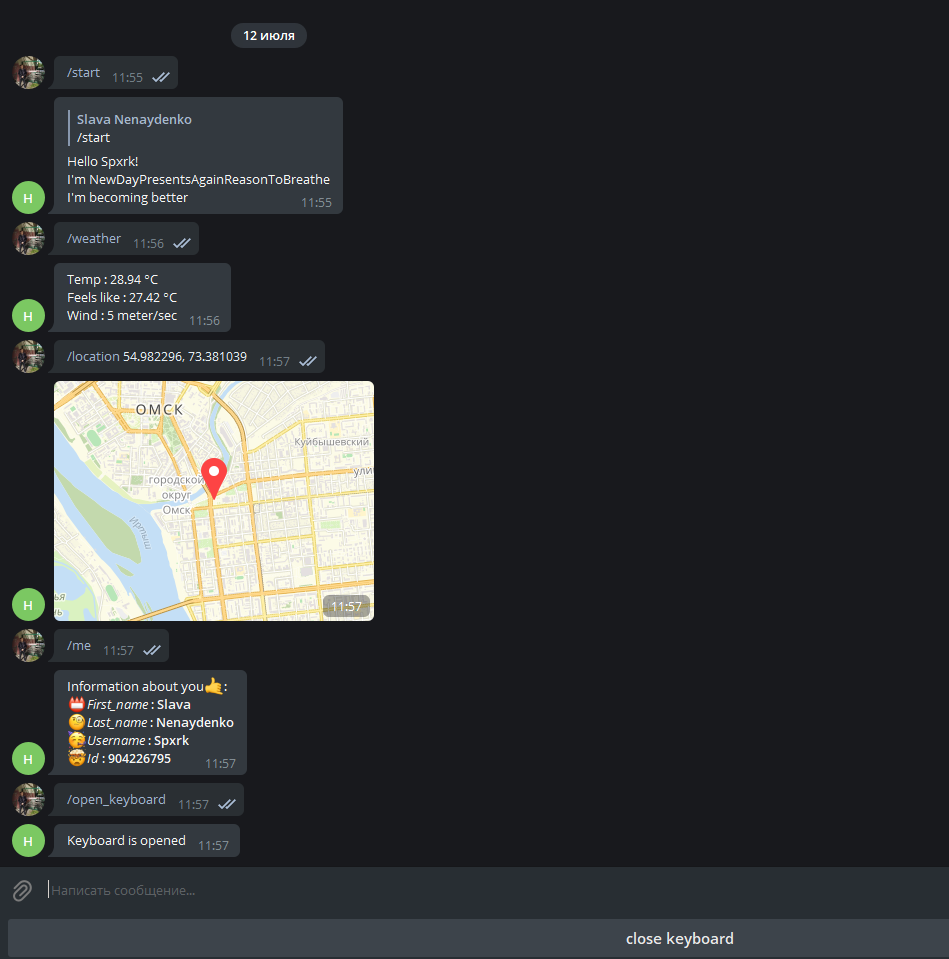 12 июля
/start 11:55
Slava Nenaydenko
/start
Hello Spxrk!
I'm NewDayPresentsAgainReasonToBreathe
I'm becoming better
11:55
H
/weather 11:56
Temp : 28.94 °C
Feels like : 27.42 °C
Wind : 5 meter/sec 11:56
H
/location 54.982296, 73.381039 11:57
ОМСК
Куйбышевский
ули
городской
округ
Омск
Иртыш
ья
нь
11:57
H
/me 11:57
Information about you🤙:
📛First_name : Slava
🧐Last_name : Nenaydenko
🥳Username : Spxrk
🤯Id : 904226795 11:57
H
/open_keyboard 11:57
H
Keyboard is opened 11:57
Написать сообщение...
close keyboard